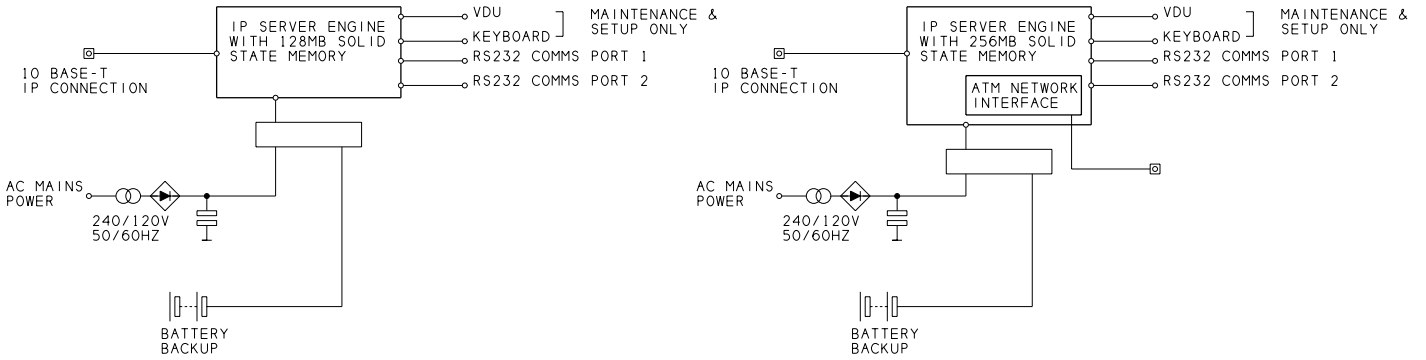 IP SERVER ENGINE
WITH 128MB SOLID
STATE MEMORY
VDU
KEYBOARD
MAINTENANCE &
SETUP ONLY
RS232 COMMS PORT 1
RS232 COMMS PORT 2
10 BASE-T
IP CONNECTION
AC MAINS
POWER
240/120V
50/60HZ
BATTERY
BACKUP
IP SERVER ENGINE
WITH 256MB SOLID
STATE MEMORY
ATM NETWORK
INTERFACE
VDU
KEYBOARD
MAINTENANCE &
SETUP ONLY
RS232 COMMS PORT 1
RS232 COMMS PORT 2
10 BASE-T
IP CONNECTION
AC MAINS
POWER
240/120V
50/60HZ
BATTERY
BACKUP